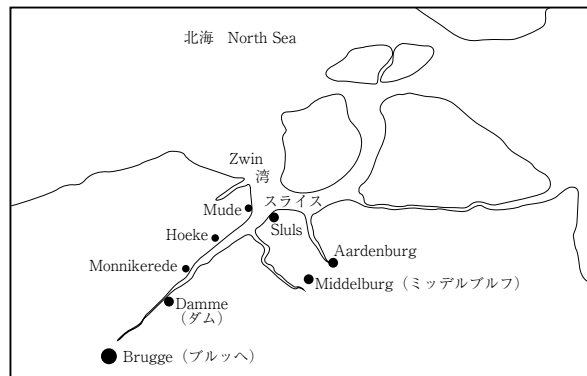 北海 North Sea
Zwin
湾
スライス
Mude
Sluls
Hoeke
Aardenburg
Monnikerede
Middelburg（ミッデルブルフ）
Damme
（ダム）
Brugge（ブルッヘ）